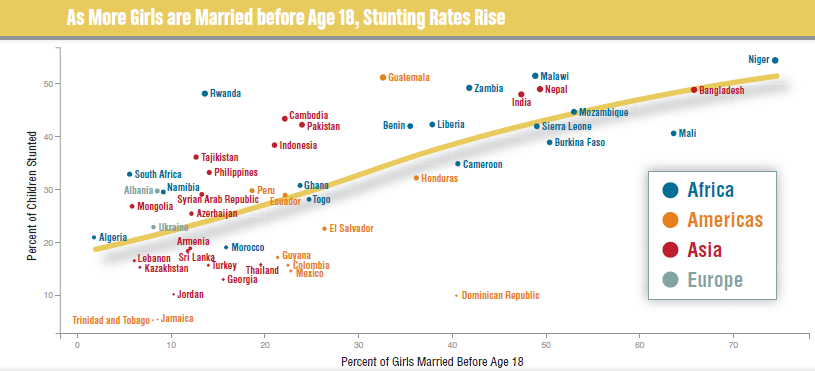 As More Girls are Married before Age 18, Stunting Rates Rise
Niger
Guatemala
Malawi
Rwanda
Zambia
Nepal
Bangladesh
India
Cambodia
Mozambique
Pakistan
Benin
Liberia
Sierra Leone
Mali
Indonesia
Burkina Faso
Tajikistan
Cameroon
South Africa
Philippines
Honduras
Albania
Namibia
Peru
Ghana
Syrian Arab Republic
Ecuador
Togo
Mongolia
Azerbaijan
Ukraine
El Salvador
Algeria
Armenia
Morocco
Lebanon
Sri Lanka
Guyana
Kazakhstan
Turkey
Thailand
Colombia
Mexico
Georgia
Jordan
Dominican Republic
Trinidad and Tobago
Jamaica
Africa
Americas
Asia
Europe
Percent of Children Stunted
50
40
30
20
10
0
10
20
30
40
50
60
70
Percent of Girls Married Before Age 18